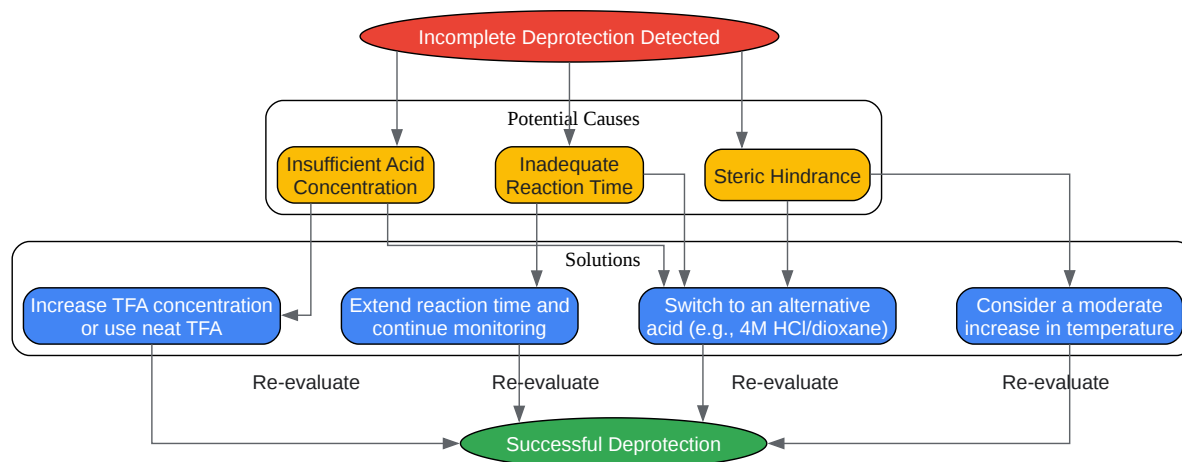 Incomplete Deprotection Detected
Potential Causes
Insufficient Acid
Concentration
Inadequate
Reaction Time
Steric Hindrance
Solutions
Increase TFA concentration
or use neat TFA
Extend reaction time and
continue monitoring
Switch to an alternative
acid (e.g., 4M HCl/dioxane)
Consider a moderate
increase in temperature
Re-evaluate
Re-evaluate
Re-evaluate
Re-evaluate
Successful Deprotection